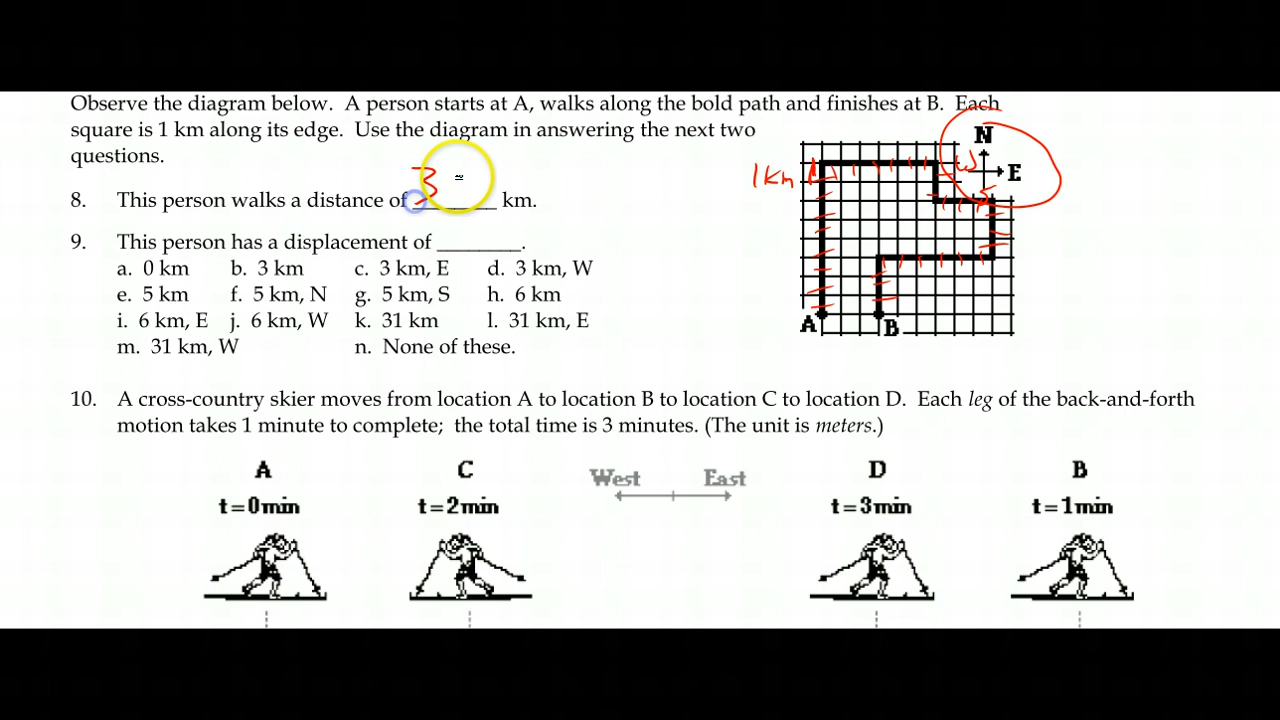 Observe the diagram below. A person starts at A, walks along the bold path and finishes at B. Each
square is 1 km along its edge. Use the diagram in answering the next two
questions.
N
E
1 km
3
8. This person walks a distance of ________ km.
9. This person has a displacement of ________.
a. 0 km b. 3 km c. 3 km, E d. 3 km, W
e. 5 km f. 5 km, N g. 5 km, S h. 6 km
i. 6 km, E j. 6 km, W k. 31 km l. 31 km, E
m. 31 km, W n. None of these.
A B
10. A cross-country skier moves from location A to location B to location C to location D. Each leg of the back-and-forth
motion takes 1 minute to complete; the total time is 3 minutes. (The unit is meters.)
A C West East D B
t=0min t=2min t=3min t=1min